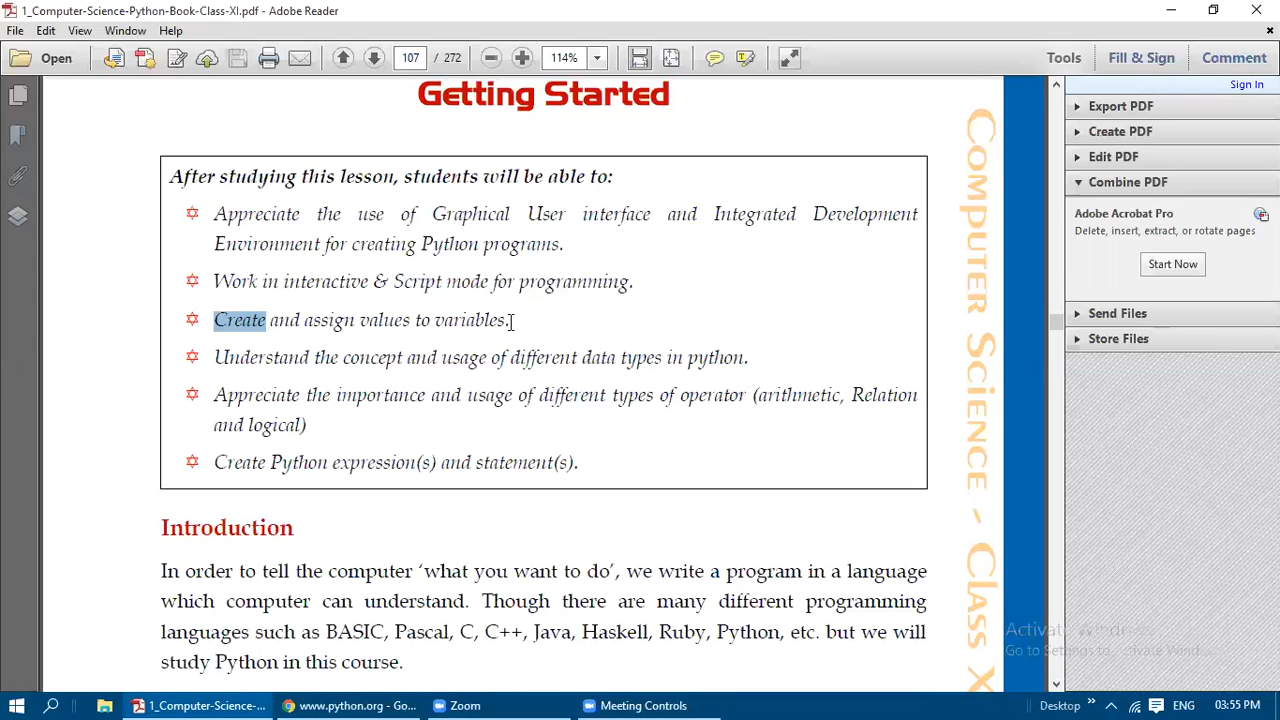 1_Computer-Science-Python-Book-Class-XI.pdf - Adobe Reader
File Edit View Window Help
Open 107 / 272 114% Tools Fill & Sign Comment
Sign In
Export PDF
Create PDF
Edit PDF
Combine PDF
Adobe Acrobat Pro
Delete, insert, extract, or rotate pages
Start Now
Send Files
Store Files
Getting Started
After studying this lesson, students will be able to:
Appreciate the use of Graphical User interface and Integrated Development
Environment for creating Python programs.
Work in interactive & Script mode for programming.
Create and assign values to variables.
Understand the concept and usage of different data types in python.
Appreciate the importance and usage of different types of operator (arithmetic, Relation
and logical)
Create Python expression(s) and statement(s).
Introduction
In order to tell the computer ‘what you want to do’, we write a program in a language
which computer can understand. Though there are many different programming
languages such as BASIC, Pascal, C, C++, Java, Haskell, Ruby, Python, etc. but we will
study Python in this course.
Computer Science - Class X
Activate Windows
Go to Settings to activate Windows.
1_Computer-Science-... www.python.org - Go... Zoom Meeting Controls Desktop ENG 03:55 PM